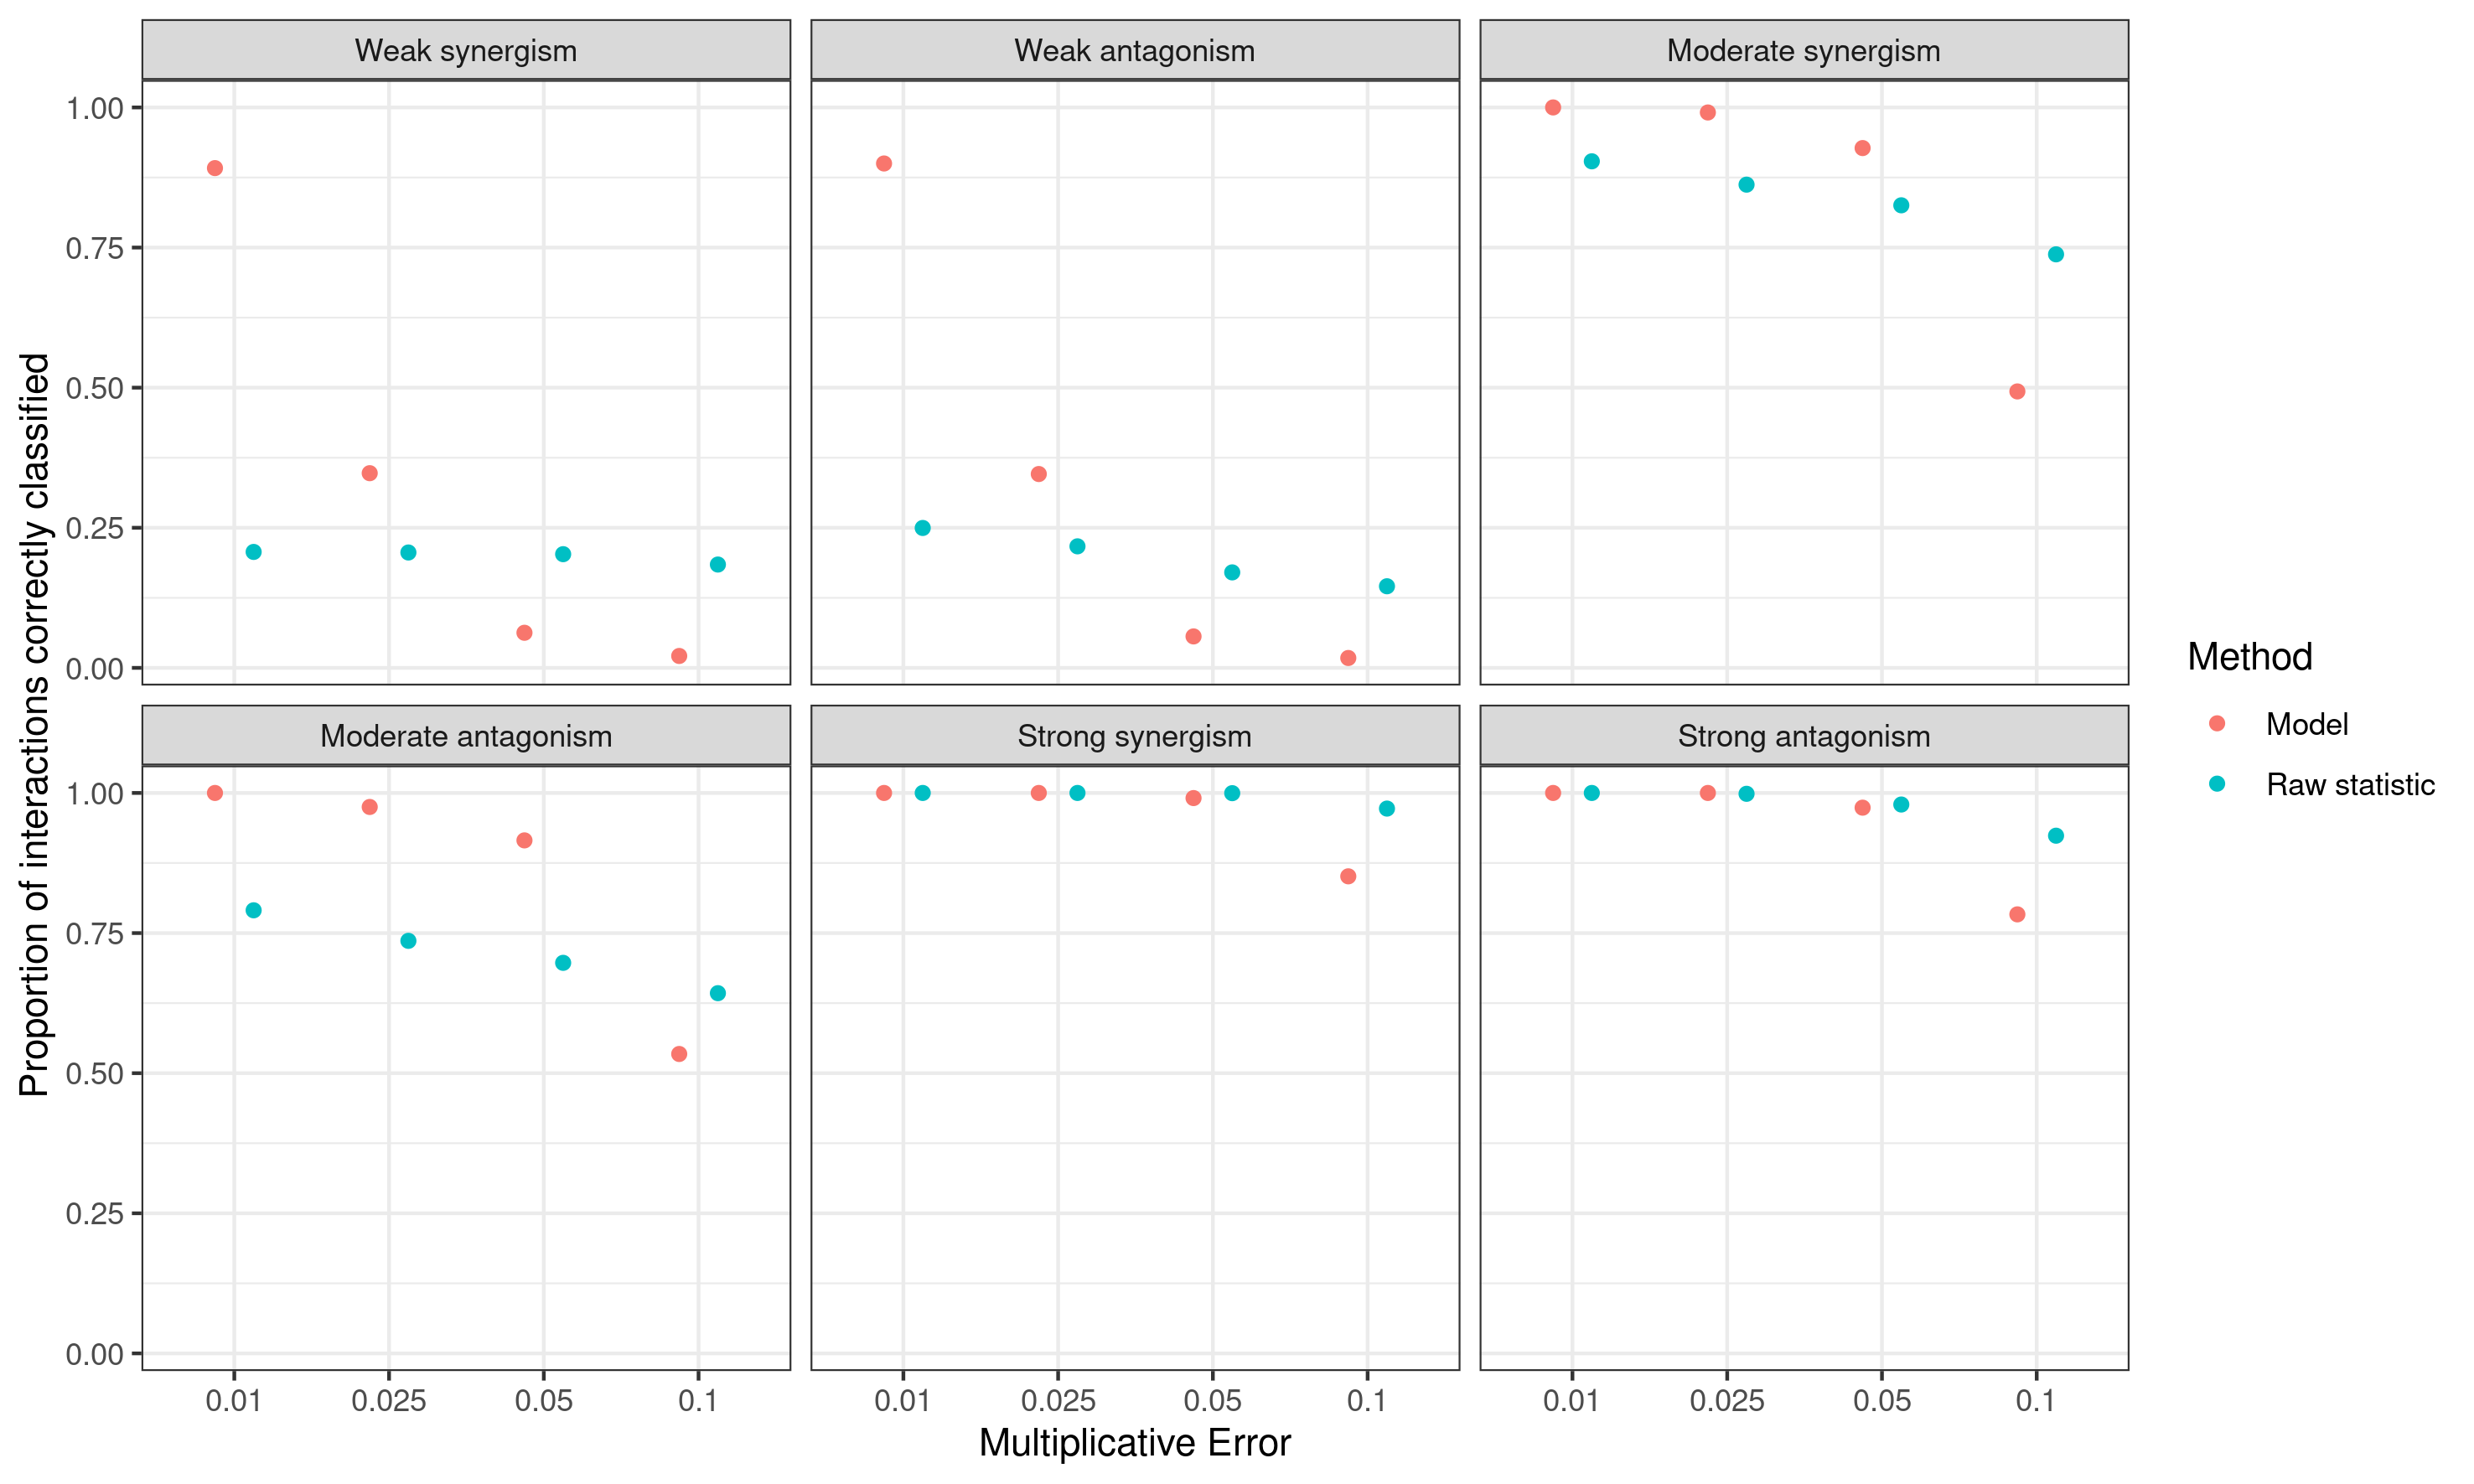 Weak synergism
Weak antagonism
Moderate synergism
1.00
0.75
0.50
0.25
0.00
Moderate antagonism
Strong synergism
Strong antagonism
1.00
0.75
0.50
0.25
0.00
0.01 0.025 0.05 0.1
0.01 0.025 0.05 0.1
0.01 0.025 0.05 0.1
Multiplicative Error
Proportion of interactions correctly classified
Method
Model
Raw statistic